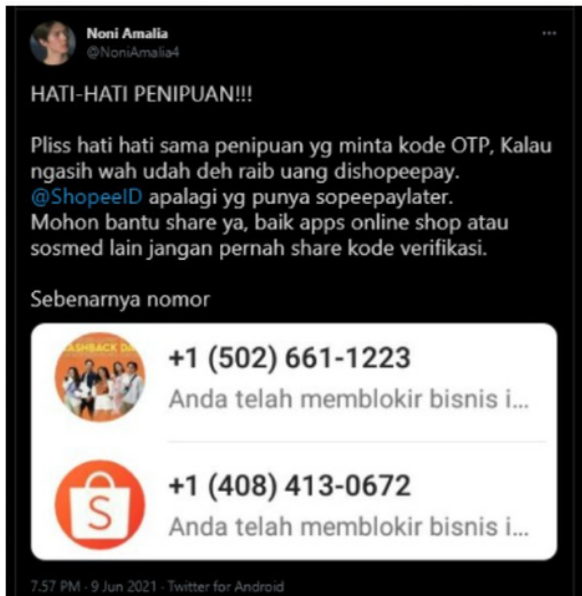 Noni Amalia
@NoniAmalia4
HATI-HATI PENIPUAN!!!
Pliss hati hati sama penipuan yg minta kode OTP, Kalau
ngasih wah udah deh raib uang dishopeepay.
@ShopeeID apalagi yg punya sopeepaylater.
Mohon bantu share ya, baik apps online shop atau
sosmed lain jangan pernah share kode verifikasi.
Sebenarnya nomor
CASHBACK DA
+1 (502) 661-1223
Anda telah memblokir bisnis i...
S
+1 (408) 413-0672
Anda telah memblokir bisnis i...
7.57 PM · 9 Jun 2021 · Twitter for Android